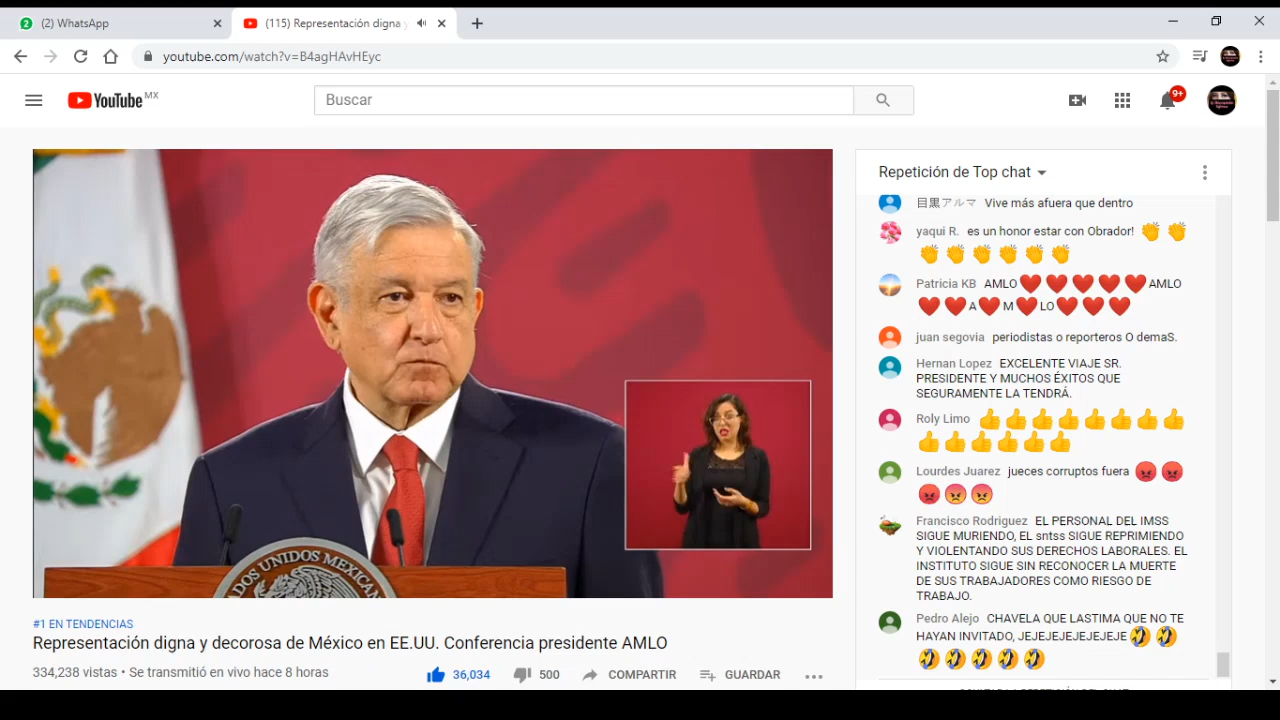 2
(2) WhatsApp
(115) Representación digna y
youtube.com/watch?v=B4agHAvHEyc
YouTube MX
Buscar
9+
Repetición de Top chat
目黒アルマ Vive más afuera que dentro
yaqui R. es un honor estar con Obrador! 👏 👏
👏 👏 👏 👏 👏 👏
Patricia KB AMLO❤️ ❤️ ❤️ ❤️ ❤️AMLO
❤️ ❤️A ❤️M ❤️LO❤️ ❤️ ❤️
juan segovia periodistas o reporteros O demaS.
Hernan Lopez EXCELENTE VIAJE SR.
PRESIDENTE Y MUCHOS ÉXITOS QUE
SEGURAMENTE LA TENDRÁ.
Roly Limo 👍 👍 👍 👍 👍 👍 👍 👍
👍 👍 👍 👍 👍 👍
Lourdes Juarez jueces corruptos fuera 😡 😡
😡 😡 😡
Francisco Rodriguez EL PERSONAL DEL IMSS
SIGUE MURIENDO, EL sntss SIGUE REPRIMIENDO
Y VIOLENTANDO SUS DERECHOS LABORALES. EL
INSTITUTO SIGUE SIN RECONOCER LA MUERTE
DE SUS TRABAJADORES COMO RIESGO DE
TRABAJO.
Pedro Alejo CHAVELA QUE LASTIMA QUE NO TE
HAYAN INVITADO, JEJEJEJEJEJEJE 🤣 🤣
🤣 🤣 🤣 🤣 🤣
UNIDOS MEXICAN
#1 EN TENDENCIAS
Representación digna y decorosa de México en EE.UU. Conferencia presidente AMLO
334,238 vistas • Se transmitió en vivo hace 8 horas
36,034
500
COMPARTIR
GUARDAR